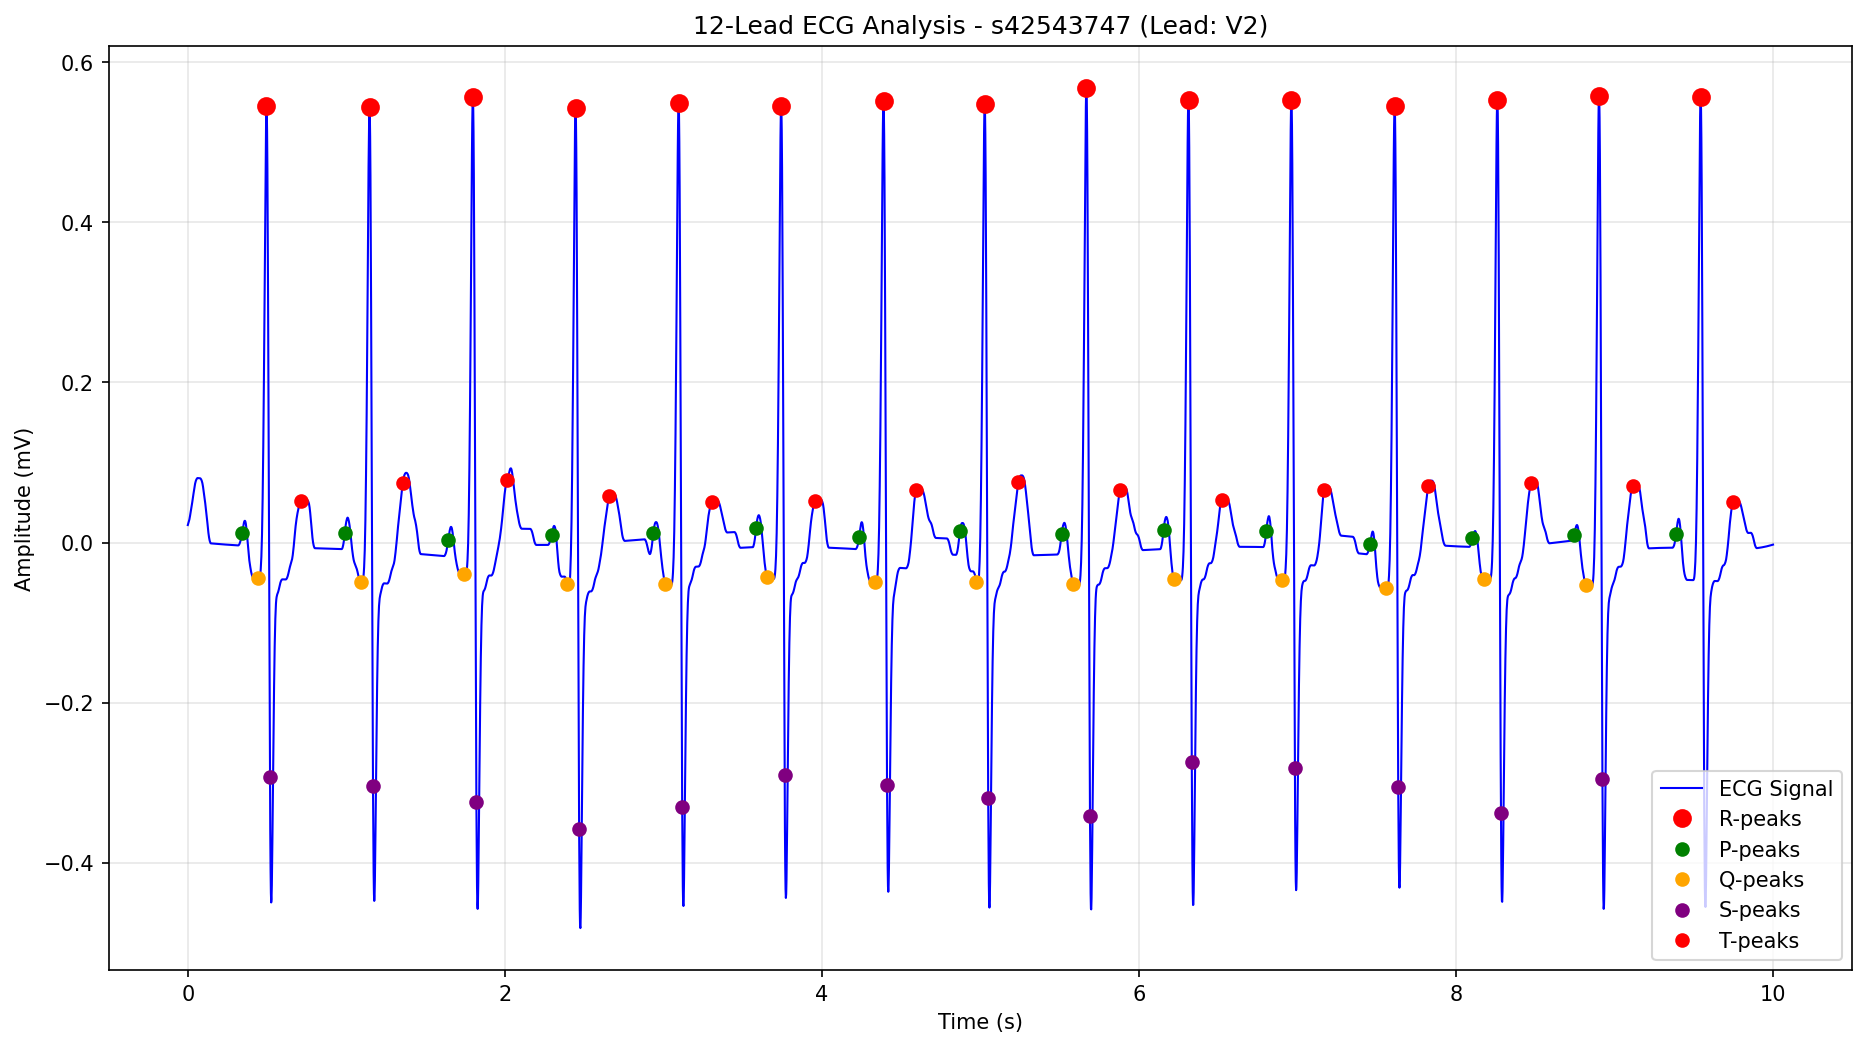 12-Lead ECG Analysis - s42543747 (Lead: V2)
Amplitude (mV)
0.6
0.4
0.2
0.0
−0.2
−0.4
0
2
4
6
8
10
Time (s)
ECG Signal
R-peaks
P-peaks
Q-peaks
S-peaks
T-peaks